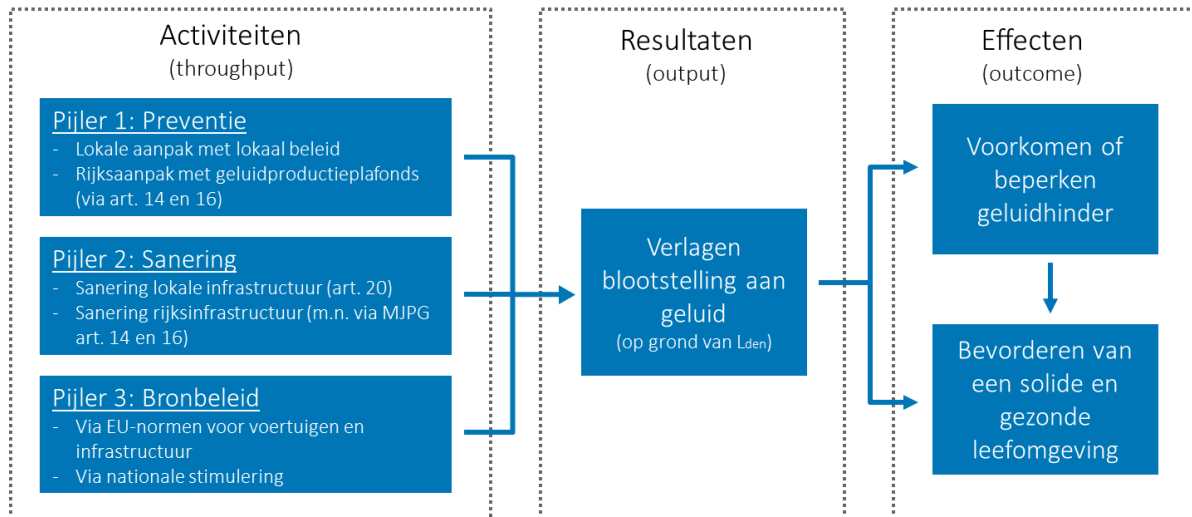 Activiteiten
(throughput)
Pijler 1: Preventie
- Lokale aanpak met lokaal beleid
- Rijksaanpak met geluidproductieplafonds
(via art. 14 en 16)
Pijler 2: Sanering
- Sanering lokale infrastructuur (art. 20)
- Sanering rijksinfrastructuur (m.n. via MJPG
art. 14 en 16)
Pijler 3: Bronbeleid
- Via EU-normen voor voertuigen en
infrastructuur
- Via nationale stimulering
Resultaten
(output)
Verlagen
blootstelling aan
geluid
(op grond van Lden)
Effecten
(outcome)
Voorkomen of
beperken
geluidhinder
Bevorderen van
een solide en
gezonde
leefomgeving